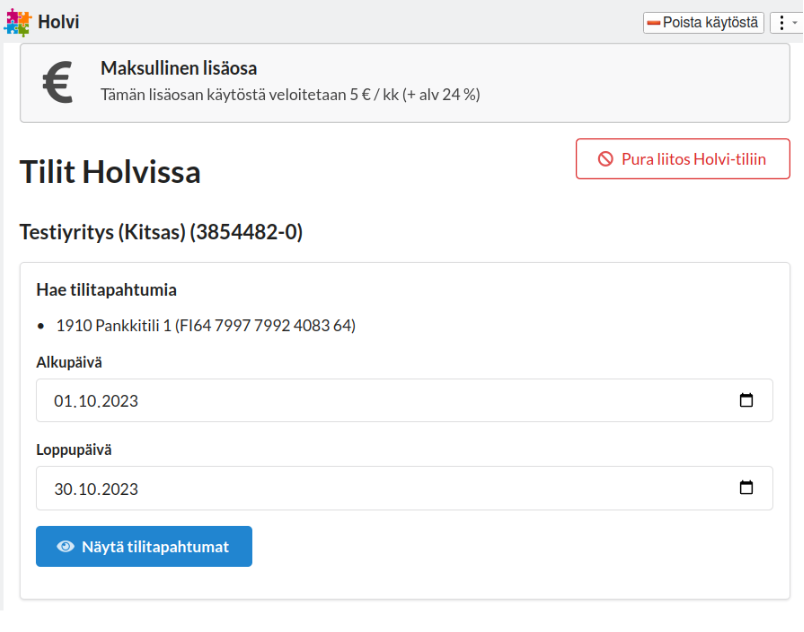 Holvi
Poista käytöstä
€
Maksullinen lisäosa
Tämän lisäosan käytöstä veloitetaan 5 € / kk (+ alv 24 %)
Tilit Holvissa
Pura liitos Holvi-tiliin
Testiyritys (Kitsas) (3854482-0)
Hae tilitapahtumia
• 1910 Pankkitili 1 (FI64 7997 7992 4083 64)
Alkupäivä
01.10.2023
Loppupäivä
30.10.2023
Näytä tilitapahtumat